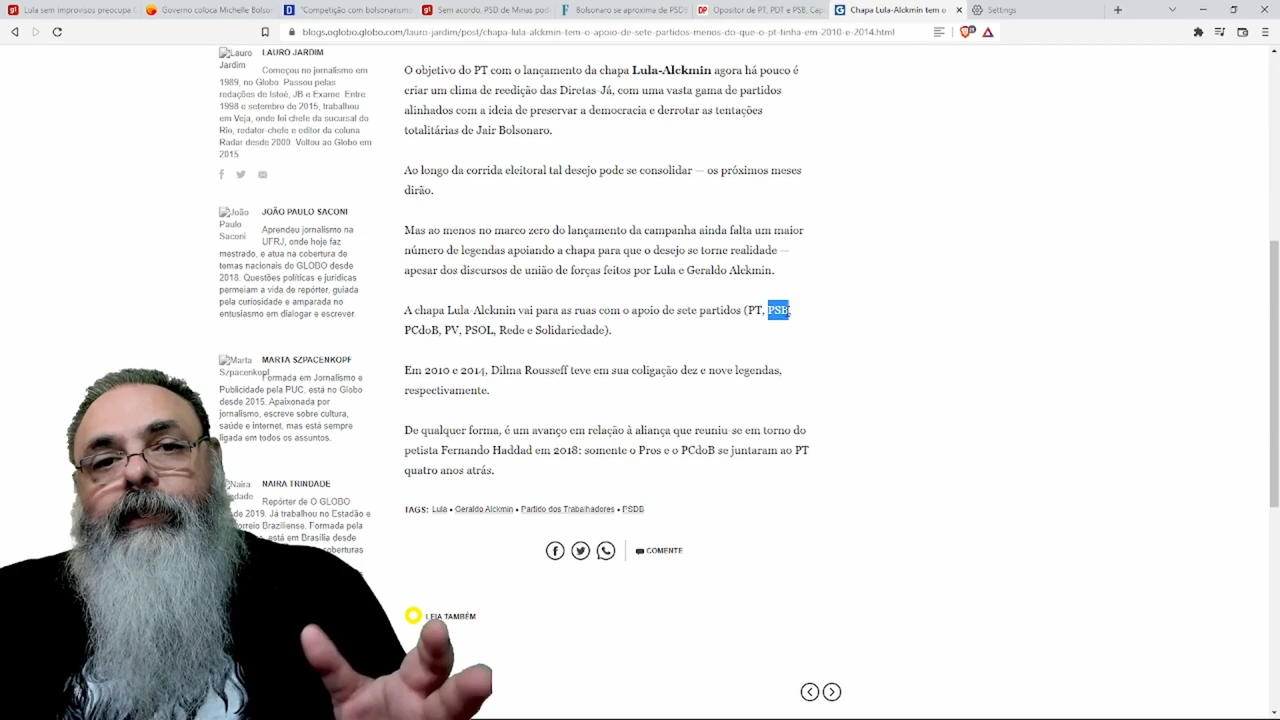 Lula sem improvisos preocupa
Governo coloca Michelle Bolson
"Competição com bolsonarism
Sem acordo, PSD de Minas pod
Bolsonaro se aproxima de PSDB
Opositor de PT, PDT e PSB, Cap
Chapa Lula-Alckmin tem o
Settings
blogs.oglobo.globo.com/lauro-jardim/post/chapa-lula-alckmin-tem-o-apoio-de-sete-partidos-menos-do-que-o-pt-tinha-em-2010-e-2014.html
Lauro
Jardim
LAURO JARDIM
Começou no jornalismo em
1989, no Globo. Passou pelas
redações de Istoé, JB e Exame. Entre
1998 e setembro de 2015, trabalhou
em Veja, onde foi chefe da sucursal do
Rio, redator-chefe e editor da coluna
Radar desde 2000. Voltou ao Globo em
2015
João
Paulo
Saconi
JOÃO PAULO SACONI
Aprendeu jornalismo na
UFRJ, onde hoje faz
mestrado, e atua na cobertura de
temas nacionais do GLOBO desde
2018. Questões políticas e jurídicas
permeiam a vida de repórter, guiada
pela curiosidade e amparada no
entusiasmo em dialogar e escrever.
Marta
Szpacenkopf
MARTA SZPACENKOPF
Formada em Jornalismo e
Publicidade pela PUC, está no Globo
desde 2015. Apaixonada por
jornalismo, escreve sobre cultura,
saúde e internet, mas está sempre
ligada em todos os assuntos.
Naira
NAIRA TRINDADE
Repórter de O GLOBO
desde 2019. Já trabalhou no Estadão e
Correio Braziliense. Formada pela
está em Brasília desde
coberturas
O objetivo do PT com o lançamento da chapa Lula-Alckmin agora há pouco é
criar um clima de reedição das Diretas-Já, com uma vasta gama de partidos
alinhados com a ideia de preservar a democracia e derrotar as tentações
totalitárias de Jair Bolsonaro.
Ao longo da corrida eleitoral tal desejo pode se consolidar — os próximos meses
dirão.
Mas ao menos no marco zero do lançamento da campanha ainda falta um maior
número de legendas apoiando a chapa para que o desejo se torne realidade —
apesar dos discursos de união de forças feitos por Lula e Geraldo Alckmin.
A chapa Lula-Alckmin vai para as ruas com o apoio de sete partidos (PT, PSB,
PCdoB, PV, PSOL, Rede e Solidariedade).
Em 2010 e 2014, Dilma Rousseff teve em sua coligação dez e nove legendas,
respectivamente.
De qualquer forma, é um avanço em relação à aliança que reuniu-se em torno do
petista Fernando Haddad em 2018: somente o Pros e o PCdoB se juntaram ao PT
quatro anos atrás.
TAGS: Lula • Geraldo Alckmin • Partido dos Trabalhadores • PSDB
COMENTE
LEIA TAMBÉM